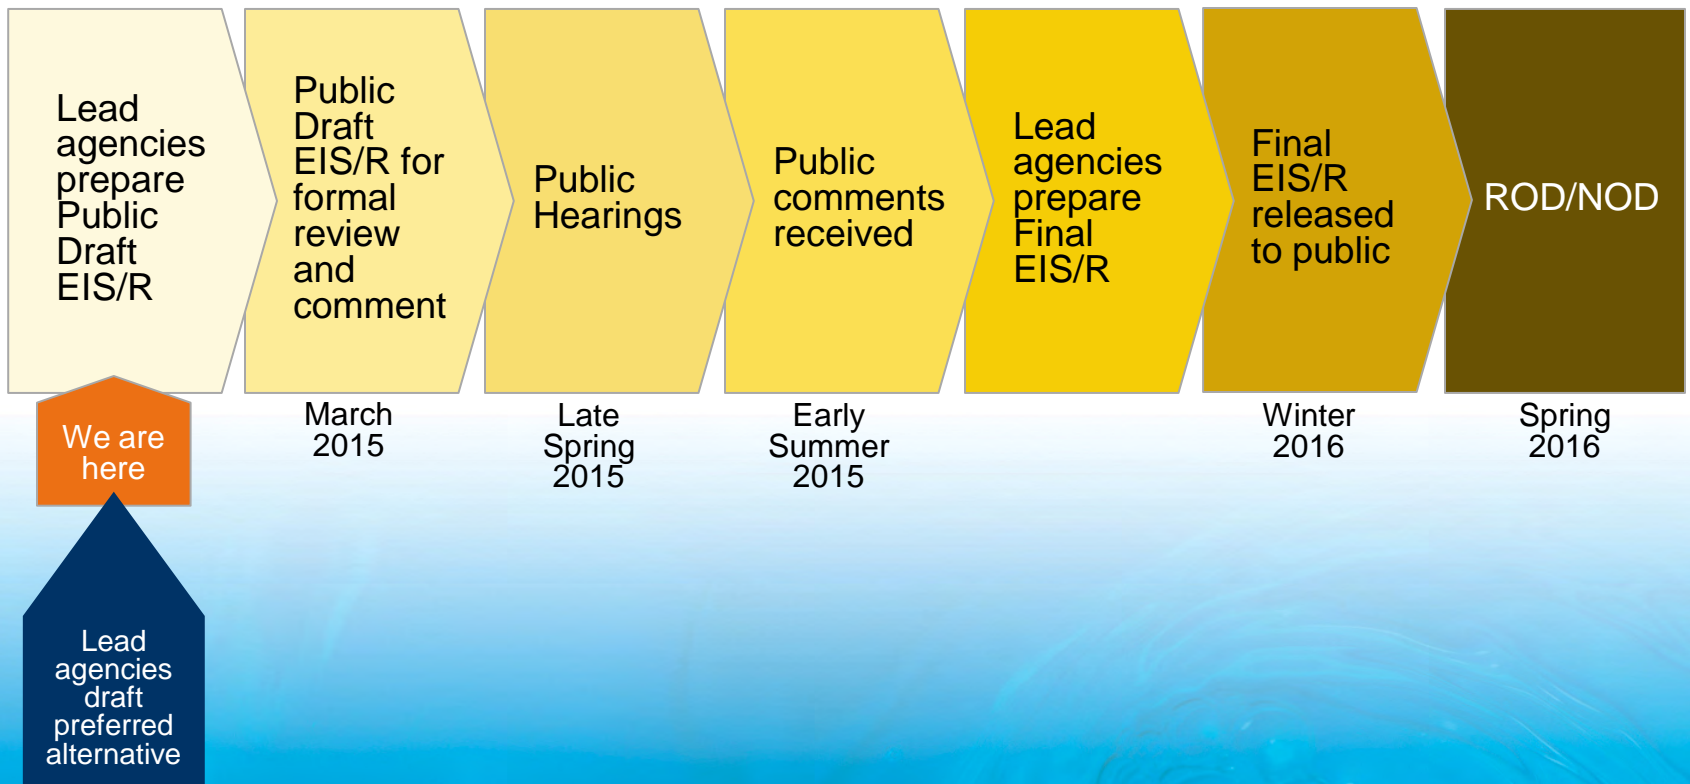 Lead
agencies
prepare
Public
Draft
EIS/R
Public
Draft
EIS/R for
formal
review
and
comment
Public
Hearings
Public
comments
received
Lead
agencies
prepare
Final
EIS/R
Final
EIS/R
released
to public
ROD/NOD
We are
here
March
2015
Late
Spring
2015
Early
Summer
2015
Winter
2016
Spring
2016
Lead
agencies
draft
preferred
alternative